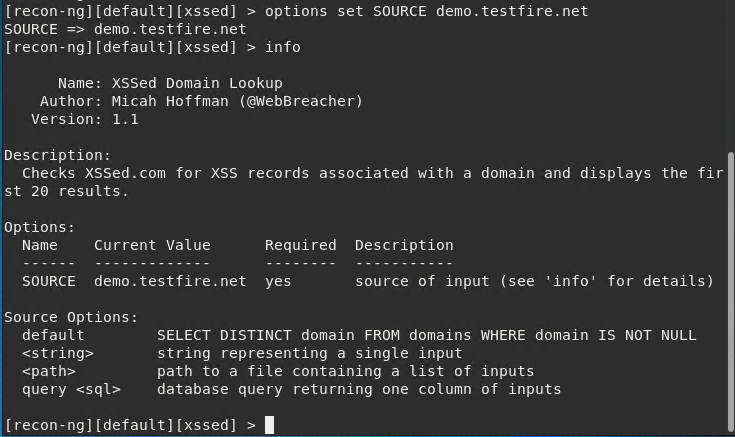 [recon-ng][default][xssed] > options set SOURCE demo.testfire.net
SOURCE => demo.testfire.net
[recon-ng][default][xssed] > info
Name: XSSed Domain Lookup
Author: Micah Hoffman (@WebBreacher)
Version: 1.1
Description:
Checks XSSed.com for XSS records associated with a domain and displays the fir
st 20 results.
Options:
Name Current Value Required Description
------ ------------- -------- -----------
SOURCE demo.testfire.net yes source of input (see 'info' for details)
Source Options:
default SELECT DISTINCT domain FROM domains WHERE domain IS NOT NULL
<string> string representing a single input
<path> path to a file containing a list of inputs
query <sql> database query returning one column of inputs
[recon-ng][default][xssed] >